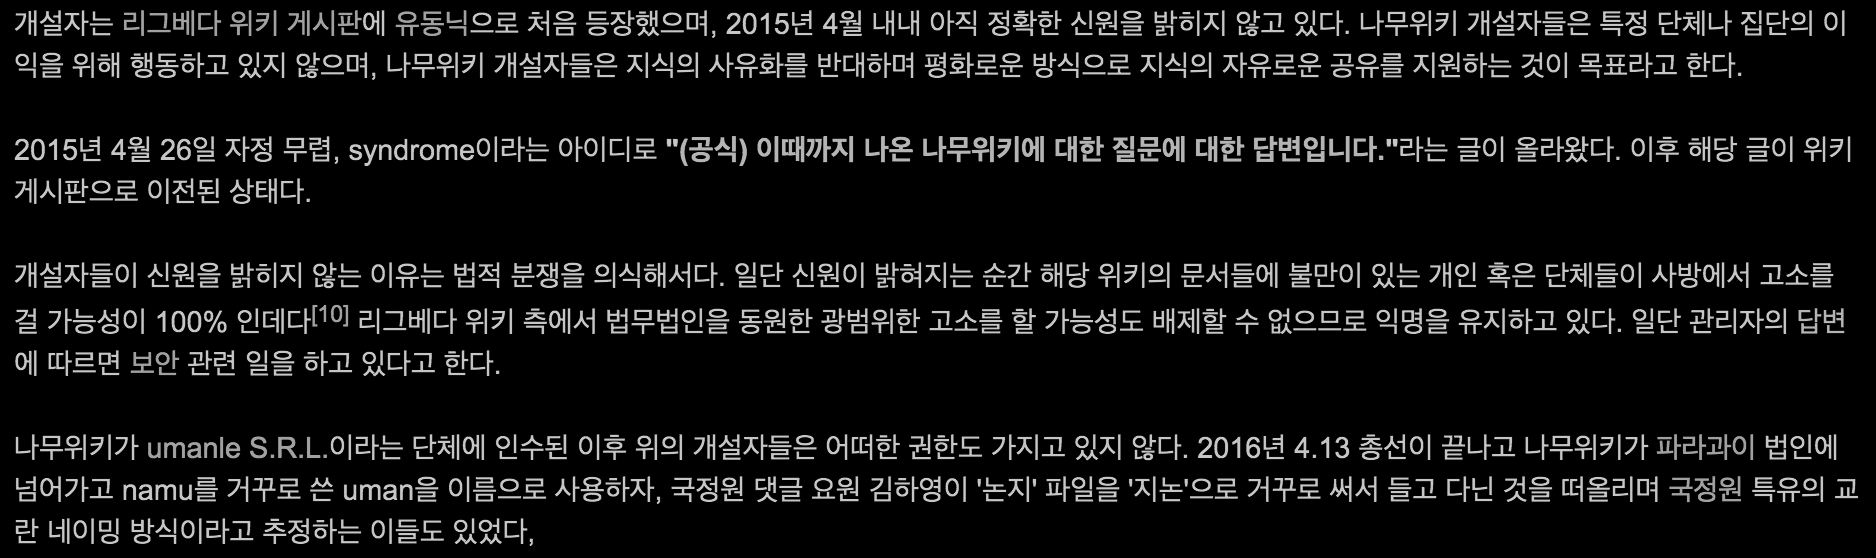 개설자는 리그베다 위키 게시판에 유동닉으로 처음 등장했으며, 2015년 4월 내내 아직 정확한 신원을 밝히지 않고 있다. 나무위키 개설자들은 특정 단체나 집단의 이
익을 위해 행동하고 있지 않으며, 나무위키 개설자들은 지식의 사유화를 반대하며 평화로운 방식으로 지식의 자유로운 공유를 지원하는 것이 목표라고 한다.
2015년 4월 26일 자정 무렵, syndrome이라는 아이디로 "(공식) 이때까지 나온 나무위키에 대한 질문에 대한 답변입니다."라는 글이 올라왔다. 이후 해당 글이 위키
게시판으로 이전된 상태다.
개설자들이 신원을 밝히지 않는 이유는 법적 분쟁을 의식해서다. 일단 신원이 밝혀지는 순간 해당 위키의 문서들에 불만이 있는 개인 혹은 단체들이 사방에서 고소를
걸 가능성이 100% 인데다[10] 리그베다 위키 측에서 법무법인을 동원한 광범위한 고소를 할 가능성도 배제할 수 없으므로 익명을 유지하고 있다. 일단 관리자의 답변
에 따르면 보안 관련 일을 하고 있다고 한다.
나무위키가 umanle S.R.L.이라는 단체에 인수된 이후 위의 개설자들은 어떠한 권한도 가지고 있지 않다. 2016년 4.13 총선이 끝나고 나무위키가 파라과이 법인에
넘어가고 namu를 거꾸로 쓴 uman을 이름으로 사용하자, 국정원 댓글 요원 김하영이 '논지' 파일을 '지논'으로 거꾸로 써서 들고 다닌 것을 떠올리며 국정원 특유의 교
란 네이밍 방식이라고 추정하는 이들도 있었다,